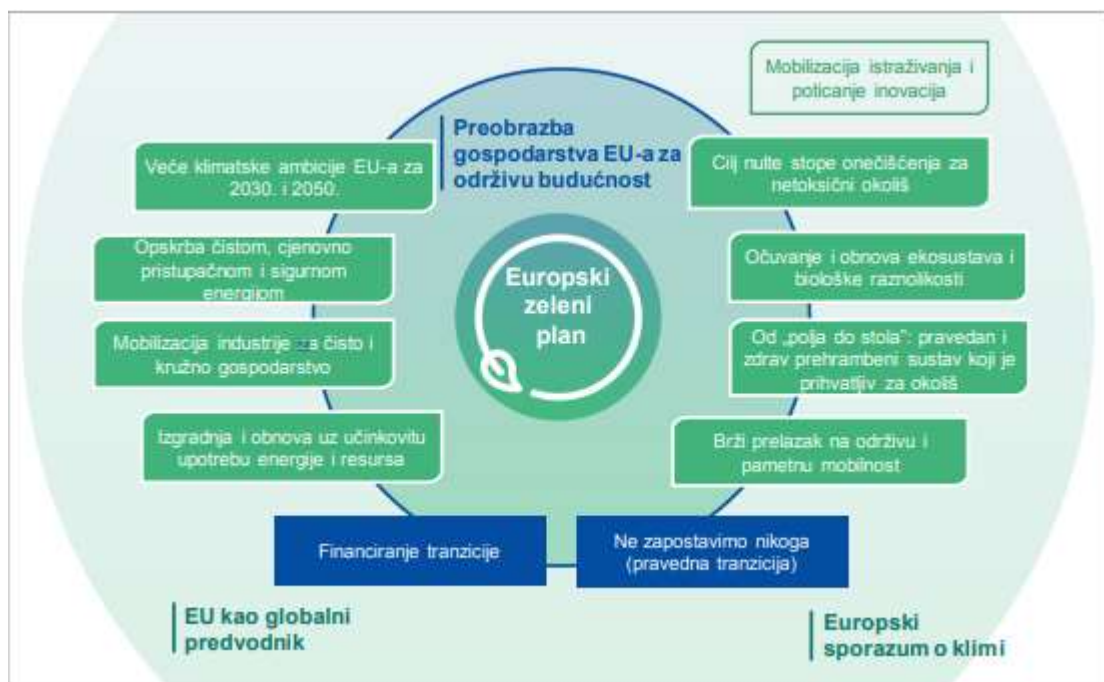 Mobilizacija istraživanja i
poticanje inovacija
Preobrazba
gospodarstva EU-a za
održivu budućnost
Veće klimatske ambicije EU-a za
2030. i 2050.
Cilj nulte stope onečišćenja za
netoksični okoliš
Opskrba čistom, cjenovno
pristupačnom i sigurnom
energijom
Očuvanje i obnova ekosustava i
biološke raznolikosti
Europski
zeleni
plan
Mobilizacija industrije za čisto i
kružno gospodarstvo
Od „polja do stola”: pravedan i
zdrav prehrambeni sustav koji je
prihvatljiv za okoliš
Izgradnja i obnova uz učinkovitu
upotrebu energije i resursa
Brži prelazak na održivu i
pametnu mobilnost
Financiranje tranzicije
Ne zapostavimo nikoga
(pravedna tranzicija)
EU kao globalni
predvodnik
Europski
sporazum o klimi